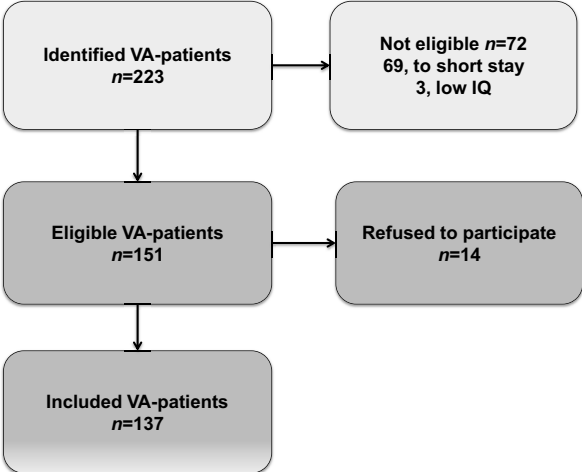 Identified VA-patients
n=223
Not eligible n=72
69, to short stay
3, low IQ
Eligible VA-patients
n=151
Refused to participate
n=14
Included VA-patients
n=137